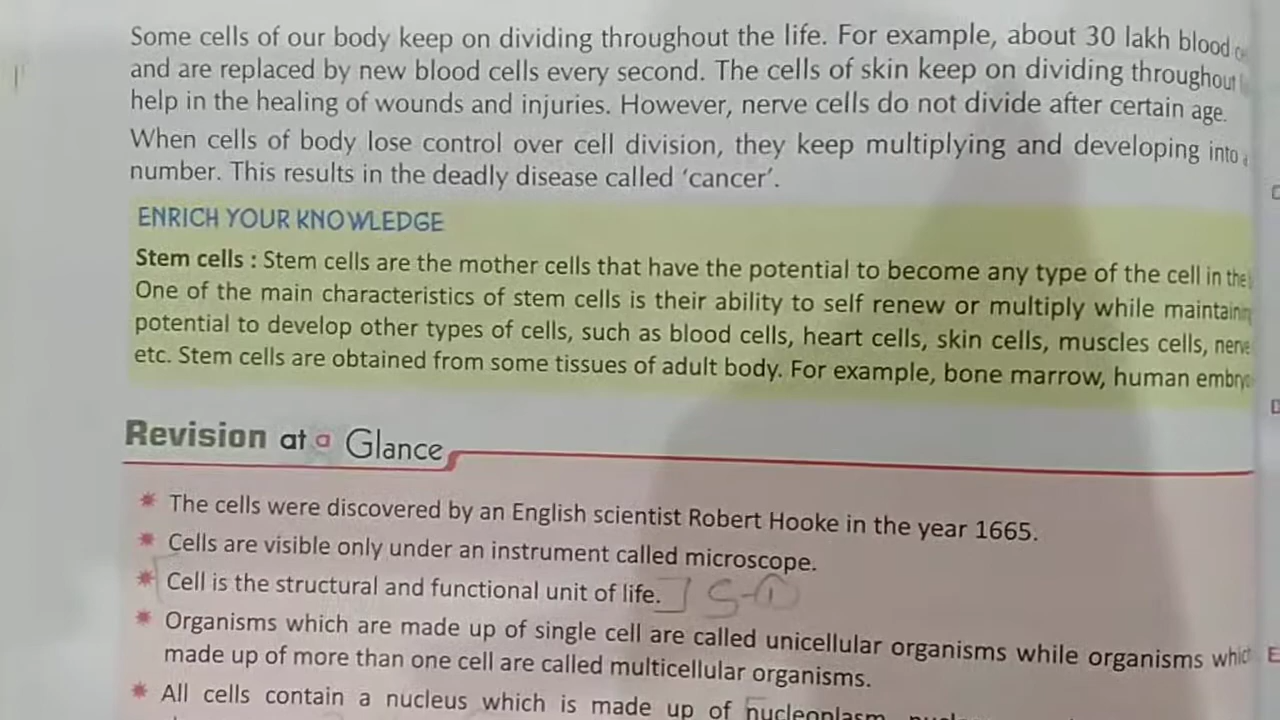 Some cells of our body keep on dividing throughout the life. For example, about 30 lakh blood
and are replaced by new blood cells every second. The cells of skin keep on dividing throughout
help in the healing of wounds and injuries. However, nerve cells do not divide after certain age.
When cells of body lose control over cell division, they keep multiplying and developing into
number. This results in the deadly disease called ‘cancer’.
ENRICH YOUR KNOWLEDGE
Stem cells : Stem cells are the mother cells that have the potential to become any type of the cell in the
One of the main characteristics of stem cells is their ability to self renew or multiply while
potential to develop other types of cells, such as blood cells, heart cells, skin cells, muscles cells, nerve
etc. Stem cells are obtained from some tissues of adult body. For example, bone marrow, human
Revision at a Glance
* The cells were discovered by an English scientist Robert Hooke in the year 1665.
* Cells are visible only under an instrument called microscope.
* Cell is the structural and functional unit of life. ] S-1
* Organisms which are made up of single cell are called unicellular organisms while organisms
made up of more than one cell are called multicellular organisms.
* All cells contain a nucleus which is made up of nucleoplasm,